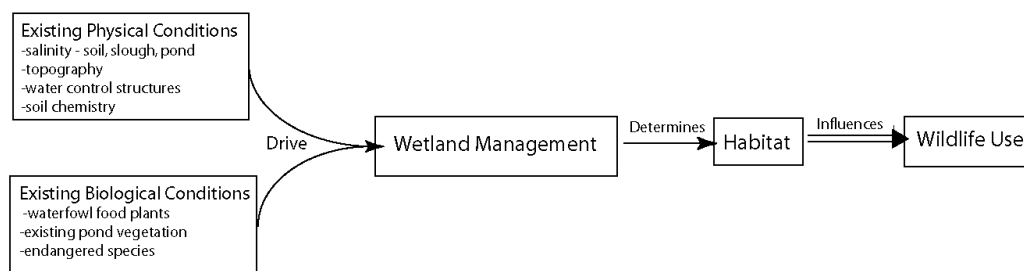 Existing Physical Conditions
-salinity - soil, slough, pond
-topography
-water control structures
-soil chemistry
Drive
Existing Biological Conditions
-waterfowl food plants
-existing pond vegetation
-endangered species
Wetland Management
Determines
Habitat
Influences
Wildlife Use